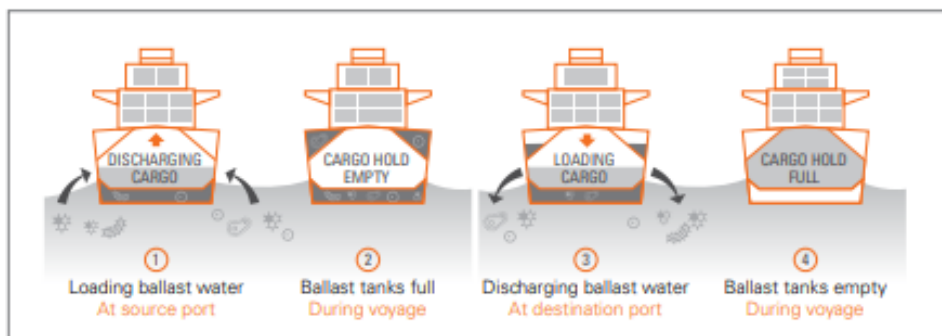 DISCHARGING
CARGO
1
Loading ballast water
At source port
CARGO HOLD
EMPTY
2
Ballast tanks full
During voyage
LOADING
CARGO
3
Discharging ballast water
At destination port
CARGO HOLD
FULL
4
Ballast tanks empty
During voyage